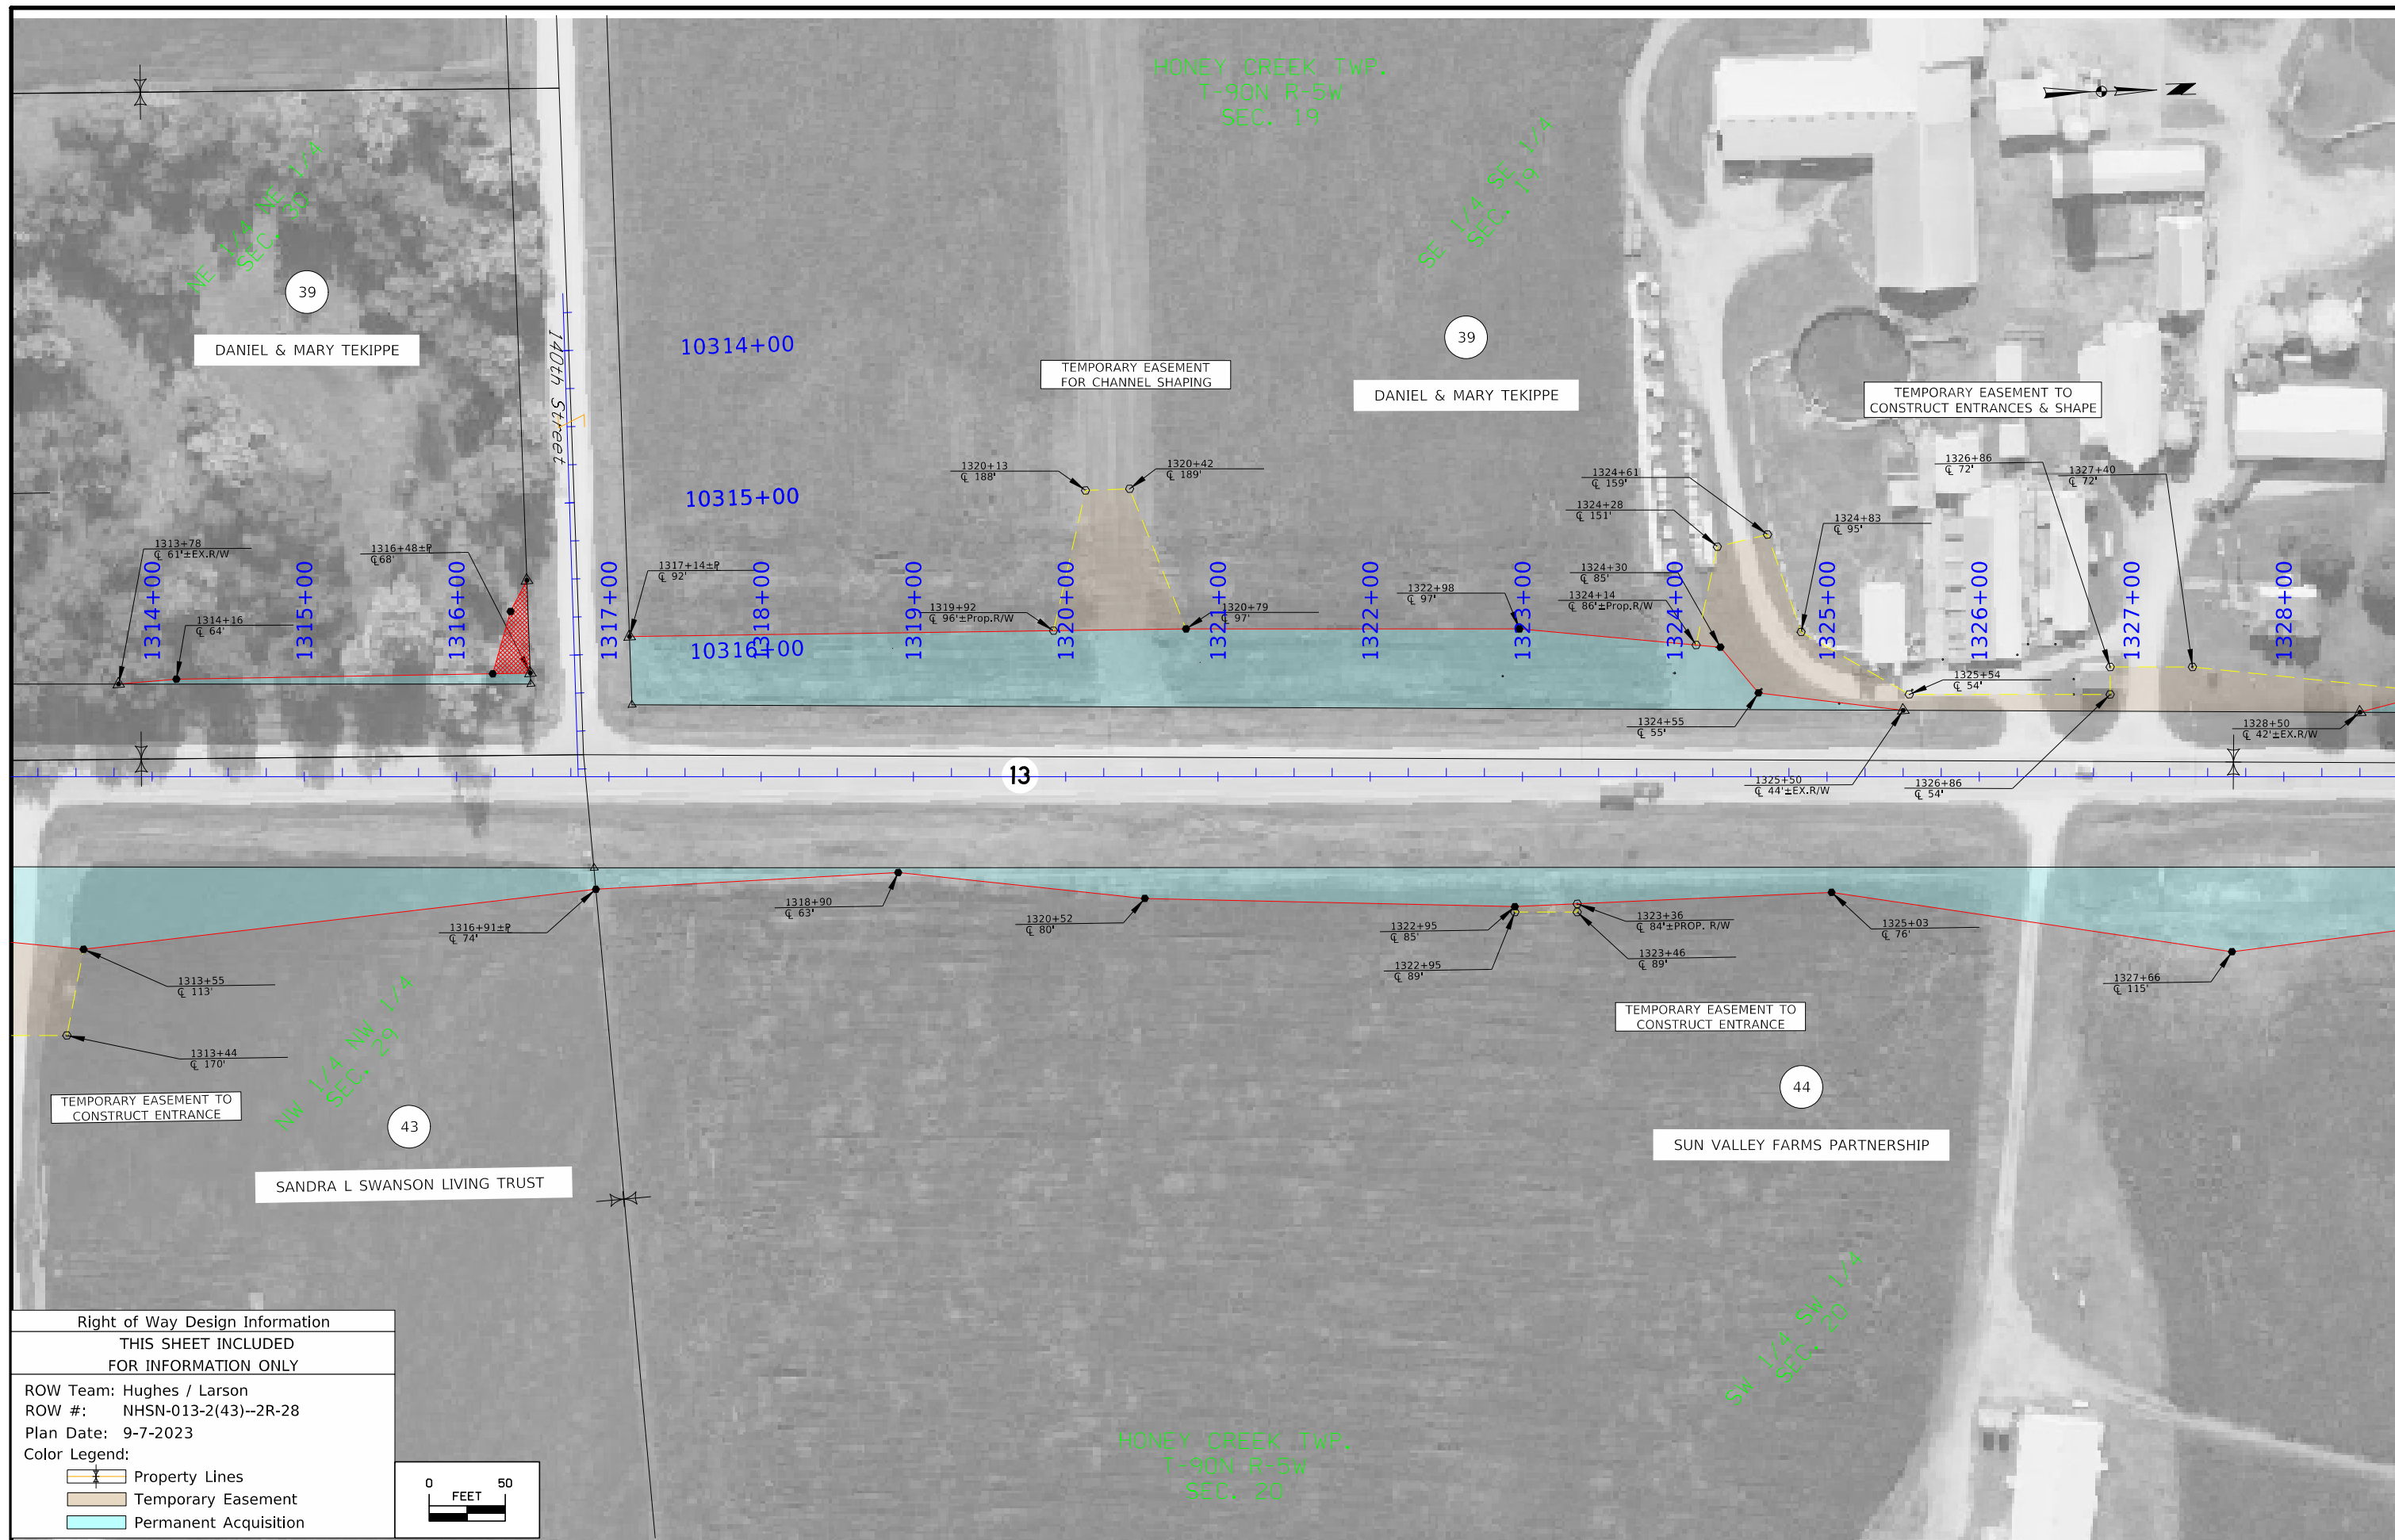 HONEY CREEK TWP.
T-90N R-5W
SEC. 19
NE 1/4 NE 1/4
SEC. 30
39
DANIEL & MARY TEKIPPE
140th Street
10314+00
10315+00
10316+00
TEMPORARY EASEMENT
FOR CHANNEL SHAPING
SE 1/4 SE 1/4
SEC. 19
39
DANIEL & MARY TEKIPPE
TEMPORARY EASEMENT TO
CONSTRUCT ENTRANCES & SHAPE
1313+78
℄ 61'±EX.R/W
1314+16
℄ 64'
1316+48±P
℄68'
1317+14±P
℄ 92'
1319+92
℄ 96'±Prop.R/W
1320+13
℄ 188'
1320+42
℄ 189'
1320+79
℄ 97'
1322+98
℄ 97'
1324+61
℄ 159'
1324+28
℄ 151'
1324+30
℄ 85'
1324+14
℄ 86'±Prop.R/W
1324+83
℄ 95'
1326+86
℄ 72'
1327+40
℄ 72'
1325+54
℄ 54'
1324+55
℄ 55'
1325+50
℄ 44'±EX.R/W
1326+86
℄ 54'
1328+50
℄ 42'±EX.R/W
1314+00
1315+00
1316+00
1317+00
1318+00
1319+00
1320+00
1321+00
1322+00
1323+00
1324+00
1325+00
1326+00
1327+00
1328+00
13
1313+55
℄ 113'
1313+44
℄ 170'
1316+91±P
℄ 74'
1318+90
℄ 63'
1320+52
℄ 80'
1322+95
℄ 85'
1322+95
℄ 89'
1323+36
℄ 84'±PROP. R/W
1323+46
℄ 89'
1325+03
℄ 76'
1327+66
℄ 115'
TEMPORARY EASEMENT TO
CONSTRUCT ENTRANCE
NW 1/4 NW 1/4
SEC. 29
43
SANDRA L SWANSON LIVING TRUST
TEMPORARY EASEMENT TO
CONSTRUCT ENTRANCE
44
SUN VALLEY FARMS PARTNERSHIP
SW 1/4 SW 1/4
SEC. 20
HONEY CREEK TWP.
T-90N R-5W
SEC. 20
Right of Way Design Information
THIS SHEET INCLUDED
FOR INFORMATION ONLY
ROW Team: Hughes / Larson
ROW #: NHSN-013-2(43)--2R-28
Plan Date: 9-7-2023
Color Legend:
Property Lines
Temporary Easement
Permanent Acquisition
0 50
FEET